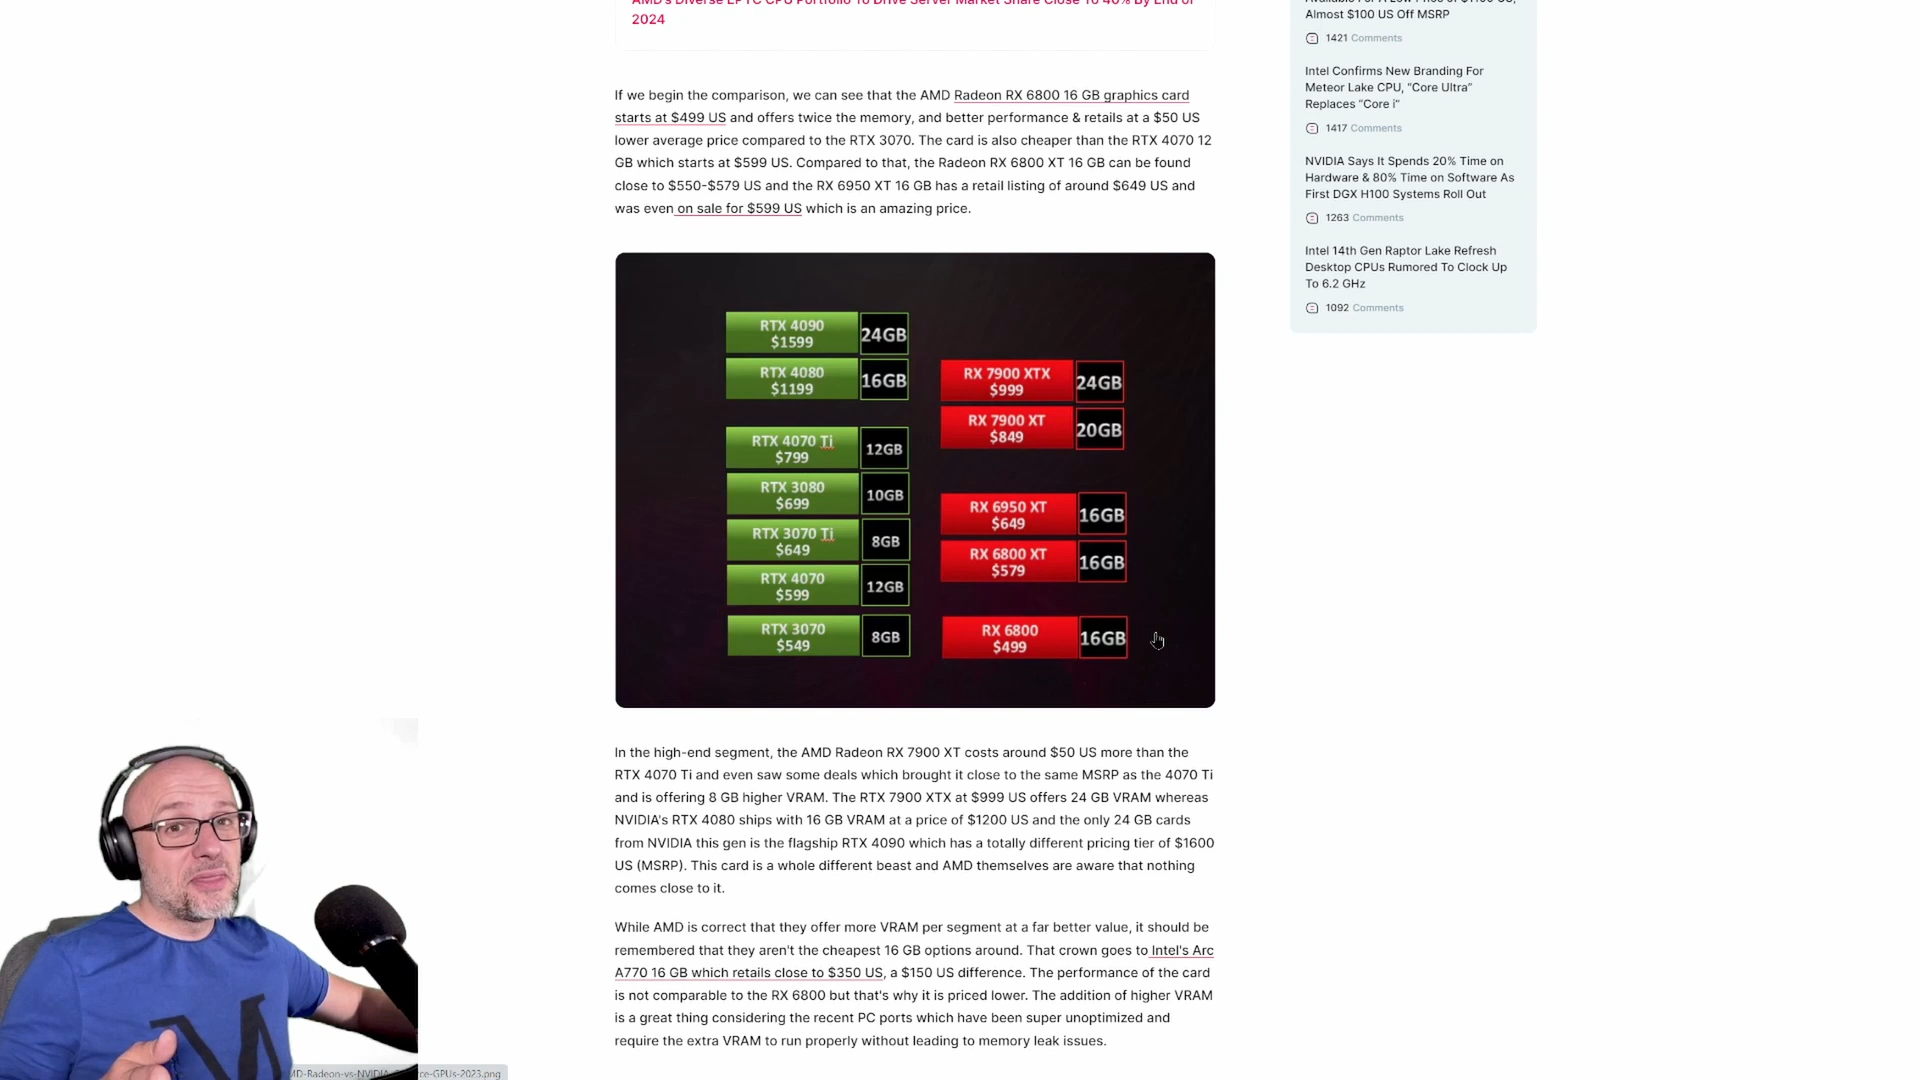 2024
If we begin the comparison, we can see that the AMD Radeon RX 6800 16 GB graphics card
starts at $499 US and offers twice the memory, and better performance & retails at a $50 US
lower average price compared to the RTX 3070. The card is also cheaper than the RTX 4070 12
GB which starts at $599 US. Compared to that, the Radeon RX 6800 XT 16 GB can be found
close to $550-$579 US and the RX 6950 XT 16 GB has a retail listing of around $649 US and
was even on sale for $599 US which is an amazing price.
RTX 4090
$1599
24GB
RTX 4080
$1199
16GB
RTX 4070 Ti
$799
12GB
RTX 3080
$699
10GB
RTX 3070 Ti
$649
8GB
RTX 4070
$599
12GB
RTX 3070
$549
8GB
RX 7900 XTX
$999
24GB
RX 7900 XT
$849
20GB
RX 6950 XT
$649
16GB
RX 6800 XT
$579
16GB
RX 6800
$499
16GB
In the high-end segment, the AMD Radeon RX 7900 XT costs around $50 US more than the
RTX 4070 Ti and even saw some deals which brought it close to the same MSRP as the 4070 Ti
and is offering 8 GB higher VRAM. The RTX 7900 XTX at $999 US offers 24 GB VRAM whereas
NVIDIA's RTX 4080 ships with 16 GB VRAM at a price of $1200 US and the only 24 GB cards
from NVIDIA this gen is the flagship RTX 4090 which has a totally different pricing tier of $1600
US (MSRP). This card is a whole different beast and AMD themselves are aware that nothing
comes close to it.
While AMD is correct that they offer more VRAM per segment at a far better value, it should be
remembered that they aren't the cheapest 16 GB options around. That crown goes to Intel's Arc
A770 16 GB which retails close to $350 US, a $150 US difference. The performance of the card
is not comparable to the RX 6800 but that's why it is priced lower. The addition of higher VRAM
is a great thing considering the recent PC ports which have been super unoptimized and
require the extra VRAM to run properly without leading to memory leak issues.
Almost $100 US Off MSRP
1421 Comments
Intel Confirms New Branding For
Meteor Lake CPU, “Core Ultra”
Replaces “Core i”
1417 Comments
NVIDIA Says It Spends 20% Time on
Hardware & 80% Time on Software As
First DGX H100 Systems Roll Out
1263 Comments
Intel 14th Gen Raptor Lake Refresh
Desktop CPUs Rumored To Clock Up
To 6.2 GHz
1092 Comments
MD-Radeon-vs-NVIDIA ce-GPUs-2023.png